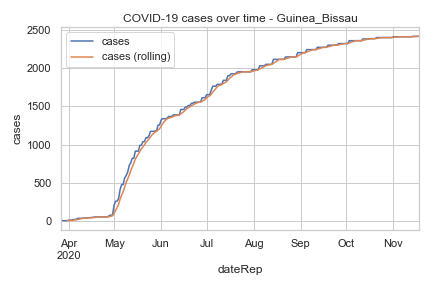 COVID-19 cases over time - Guinea_Bissau
cases
cases (rolling)
2500
2000
1500
1000
500
0
cases
Apr
2020
May
Jun
Jul
Aug
Sep
Oct
Nov
dateRep